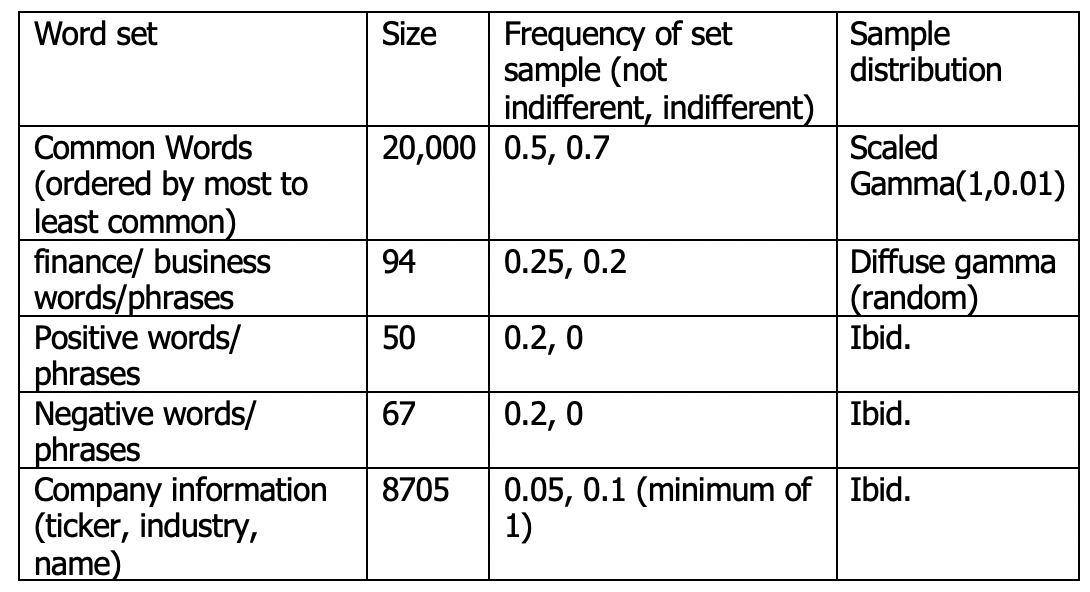 Word set
Size
Frequency of set
sample (not
indifferent, indifferent)
Sample
distribution
Common Words
(ordered by most to
least common)
20,000
0.5, 0.7
Scaled
Gamma(1,0.01)
finance/ business
words/phrases
94
0.25, 0.2
Diffuse gamma
(random)
Positive words/
phrases
50
0.2, 0
Ibid.
Negative words/
phrases
67
0.2, 0
Ibid.
Company information
(ticker, industry,
name)
8705
0.05, 0.1 (minimum of
1)
Ibid.